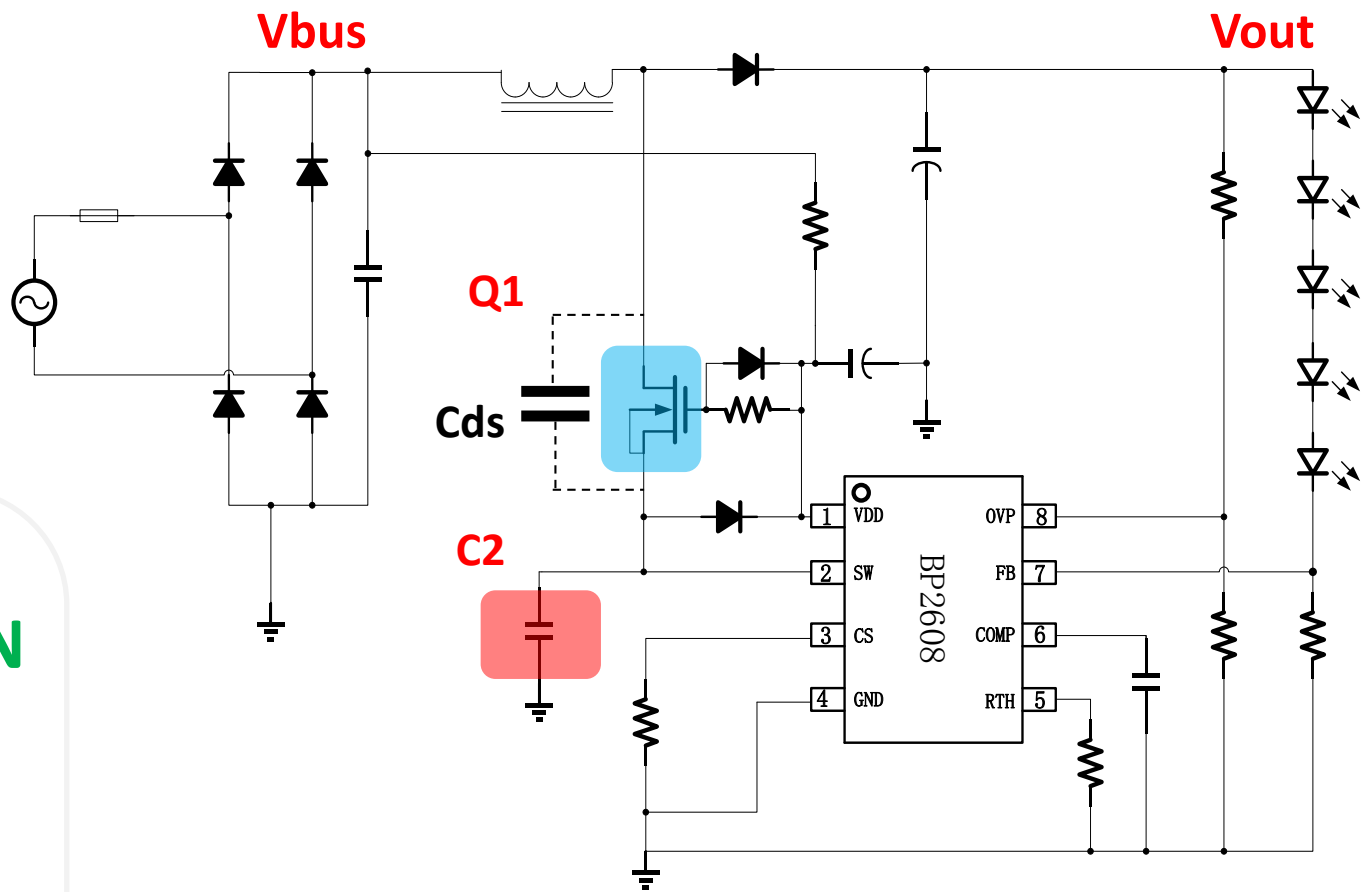 Vbus
Vout
Q1
Cds
C2
N
1 VDD
2 SW
3 CS
4 GND
BP2608
OVP 8
FB 7
COMP 6
RTH 5